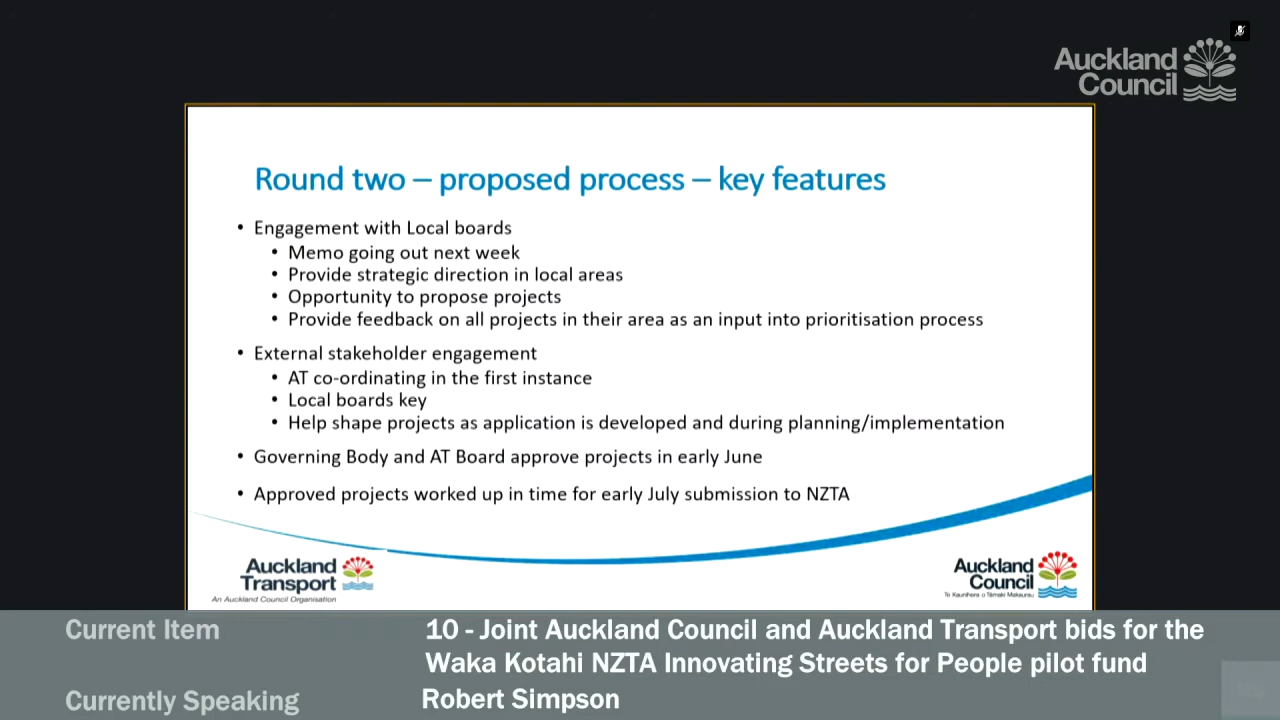 Auckland
Council
Round two – proposed process – key features
• Engagement with Local boards
• Memo going out next week
• Provide strategic direction in local areas
• Opportunity to propose projects
• Provide feedback on all projects in their area as an input into prioritisation process
• External stakeholder engagement
• AT co-ordinating in the first instance
• Local boards key
• Help shape projects as application is developed and during planning/implementation
• Governing Body and AT Board approve projects in early June
• Approved projects worked up in time for early July submission to NZTA
Auckland
Transport
An Auckland Council Organisation
Auckland
Council
Te Kaunihera o Tāmaki Makaurau
Current Item
10 - Joint Auckland Council and Auckland Transport bids for the
Waka Kotahi NZTA Innovating Streets for People pilot fund
Currently Speaking
Robert Simpson